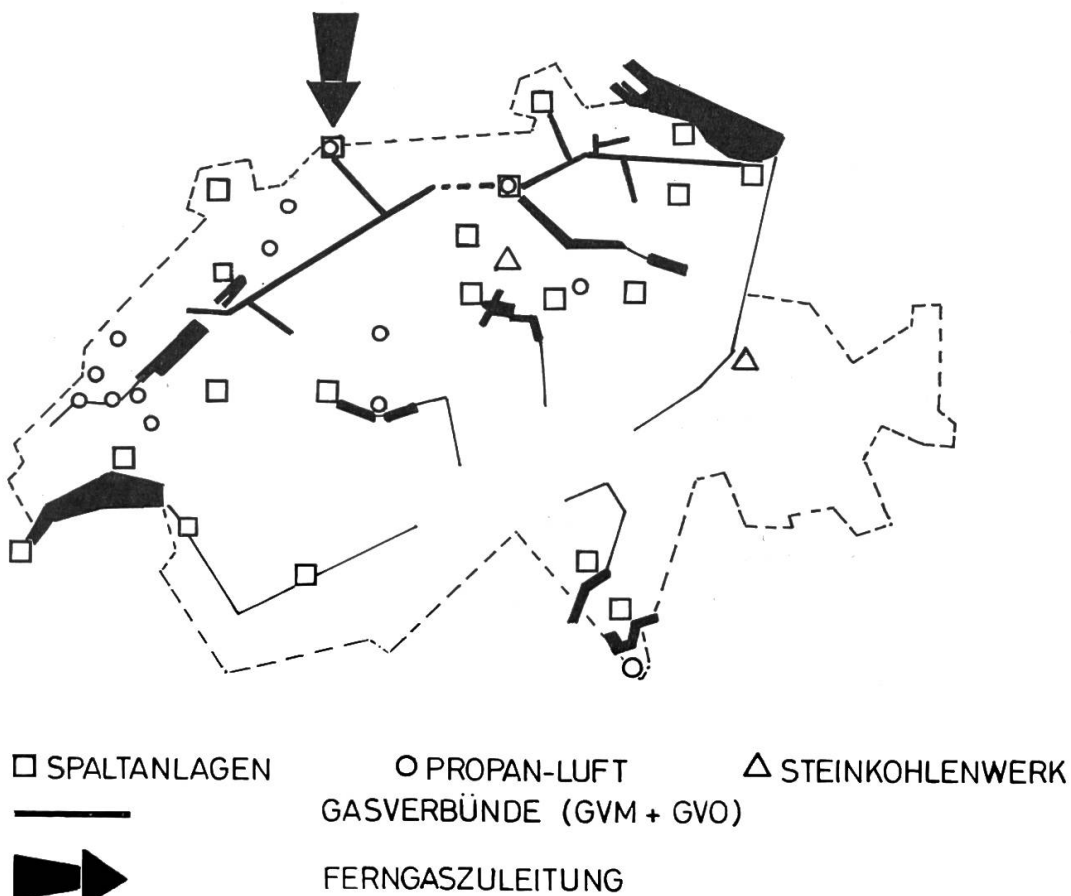 SPALTANLAGEN PROPAN-LUFT STEINKOHLENWERK
GASVERBÜNDE (GVM + GVO)
FERNGASZULEITUNG